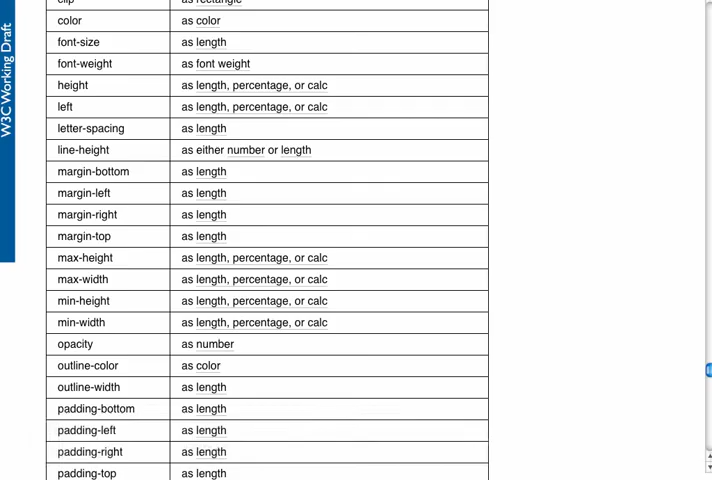 W3C Working Draft
clip as rectangle
color as color
font-size as length
font-weight as font weight
height as length, percentage, or calc
left as length, percentage, or calc
letter-spacing as length
line-height as either number or length
margin-bottom as length
margin-left as length
margin-right as length
margin-top as length
max-height as length, percentage, or calc
max-width as length, percentage, or calc
min-height as length, percentage, or calc
min-width as length, percentage, or calc
opacity as number
outline-color as color
outline-width as length
padding-bottom as length
padding-left as length
padding-right as length
padding-top as length